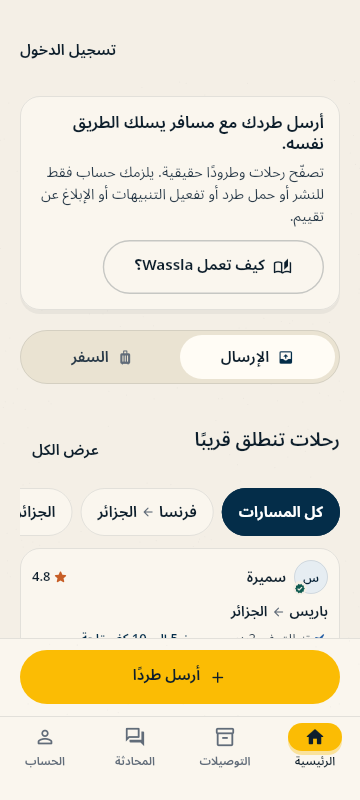 تسجيل الدخول
أرسل طردك مع مسافر يسلك الطريق
نفسه.
تصفّح رحلات وطرودًا حقيقية. يلزمك حساب فقط
للنشر أو حمل طرد أو تفعيل التنبيهات أو الإبلاغ عن
تقييم.
كيف تعمل Wassla؟
الإرسال
السفر
رحلات تنطلق قريبًا
عرض الكل
كل المسارات
فرنسا ← الجزائر
الجزائر
س
سميرة
4.8
باريس ← الجزائر
أرسل طردًا
الرئيسية
التوصيلات
المحادثة
الحساب